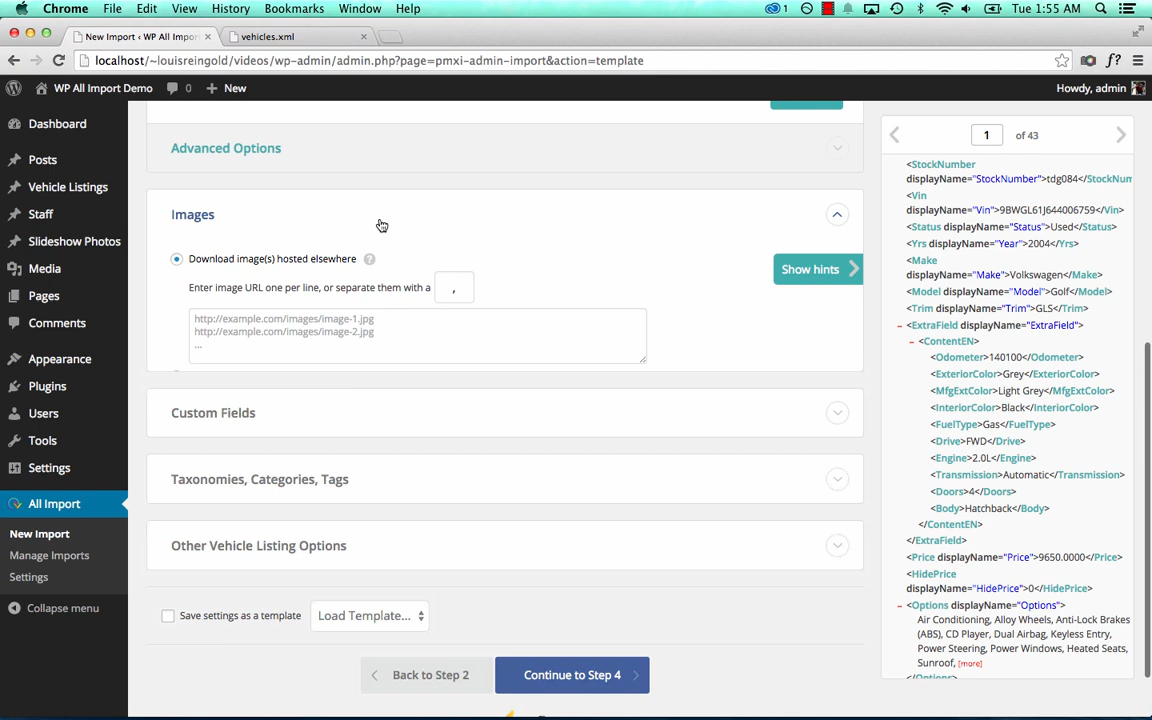 Chrome File Edit View History Bookmarks Window Help
1 Tue 1:55 AM
New Import ‹ WP All Impor
vehicles.xml
localhost/~louisreingold/videos/wp-admin/admin.php?page=pmxi-admin-import&action=template
f?
WP All Import Demo 0 + New Howdy, admin
Dashboard
Posts
Vehicle Listings
Staff
Slideshow Photos
Media
Pages
Comments
Appearance
Plugins
Users
Tools
Settings
All Import
New Import
Manage Imports
Settings
Collapse menu
Advanced Options
Images
Download image(s) hosted elsewhere ?
Enter image URL one per line, or separate them with a ,
Show hints
http://example.com/images/image-1.jpg
http://example.com/images/image-2.jpg
...
Custom Fields
Taxonomies, Categories, Tags
Other Vehicle Listing Options
Save settings as a template
Load Template...
Back to Step 2
Continue to Step 4
1 of 43
<StockNumber
displayName="StockNumber">tdg084</StockNum
<Vin
displayName="Vin">9BWGL61J644006759</Vin>
<Status displayName="Status">Used</Status>
<Yrs displayName="Year">2004</Yrs>
<Make
displayName="Make">Volkswagen</Make>
<Model displayName="Model">Golf</Model>
<Trim displayName="Trim">GLS</Trim>
<ExtraField displayName="ExtraField">
<ContentEN>
<Odometer>140100</Odometer>
<ExteriorColor>Grey</ExteriorColor>
<MfgExtColor>Light Grey</MfgExtColor>
<InteriorColor>Black</InteriorColor>
<FuelType>Gas</FuelType>
<Drive>FWD</Drive>
<Engine>2.0L</Engine>
<Transmission>Automatic</Transmission>
<Doors>4</Doors>
<Body>Hatchback</Body>
</ContentEN>
</ExtraField>
<Price displayName="Price">9650.0000</Price>
<HidePrice
displayName="HidePrice">0</HidePrice>
<Options displayName="Options">
Air Conditioning, Alloy Wheels, Anti-Lock Brakes
(ABS), CD Player, Dual Airbag, Keyless Entry,
Power Steering, Power Windows, Heated Seats,
Sunroof, [more]
</Options>